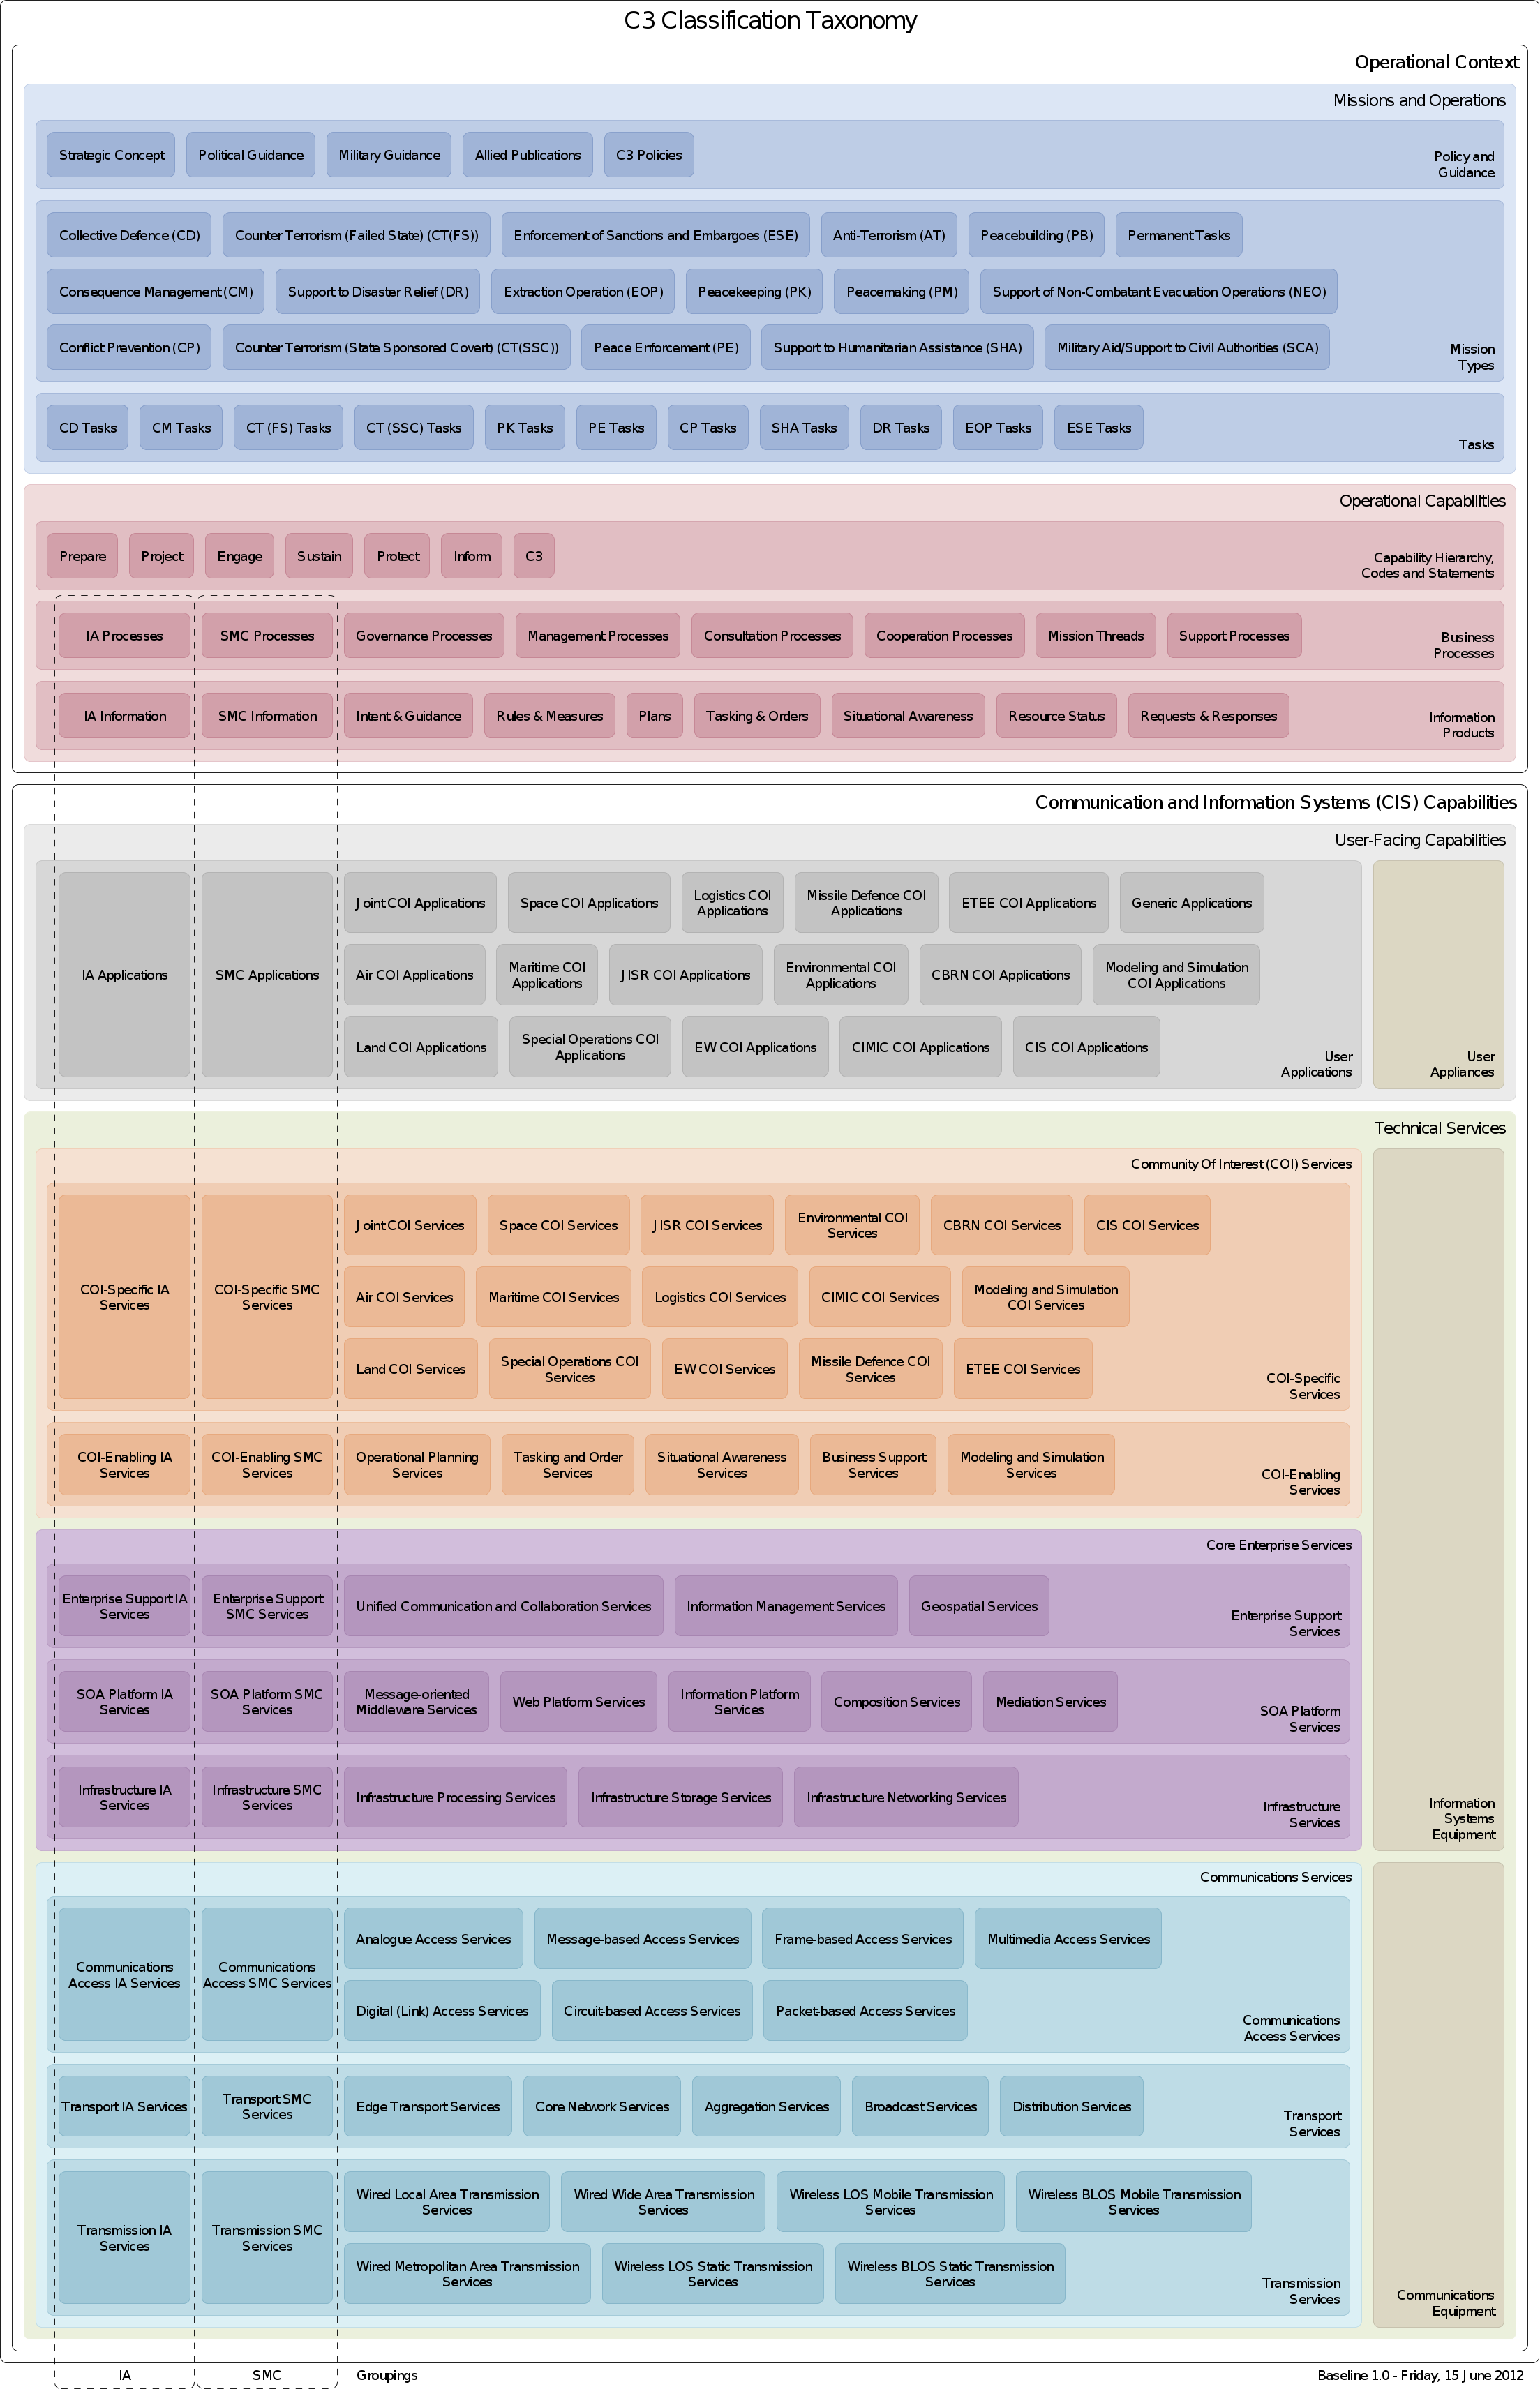 C3 Classification Taxonomy
Operational Context
Missions and Operations
Strategic Concept
Political Guidance
Military Guidance
Allied Publications
C3 Policies
Policy and
Guidance
Collective Defence (CD)
Counter Terrorism (Failed State) (CT(FS))
Enforcement of Sanctions and Embargoes (ESE)
Anti-Terrorism (AT)
Peacebuilding (PB)
Permanent Tasks
Consequence Management (CM)
Support to Disaster Relief (DR)
Extraction Operation (EOP)
Peacekeeping (PK)
Peacemaking (PM)
Support of Non-Combatant Evacuation Operations (NEO)
Conflict Prevention (CP)
Counter Terrorism (State Sponsored Covert) (CT(SSC))
Peace Enforcement (PE)
Support to Humanitarian Assistance (SHA)
Military Aid/Support to Civil Authorities (SCA)
Mission
Types
CD Tasks
CM Tasks
CT (FS) Tasks
CT (SSC) Tasks
PK Tasks
PE Tasks
CP Tasks
SHA Tasks
DR Tasks
EOP Tasks
ESE Tasks
Tasks
Operational Capabilities
Prepare
Project
Engage
Sustain
Protect
Inform
C3
Capability Hierarchy,
Codes and Statements
IA Processes
SMC Processes
Governance Processes
Management Processes
Consultation Processes
Cooperation Processes
Mission Threads
Support Processes
Business
Processes
IA Information
SMC Information
Intent & Guidance
Rules & Measures
Plans
Tasking & Orders
Situational Awareness
Resource Status
Requests & Responses
Information
Products
Communication and Information Systems (CIS) Capabilities
User-Facing Capabilities
IA Applications
SMC Applications
Joint COI Applications
Space COI Applications
Logistics COI
Applications
Missile Defence COI
Applications
ETEE COI Applications
Generic Applications
Air COI Applications
Maritime COI
Applications
JISR COI Applications
Environmental COI
Applications
CBRN COI Applications
Modeling and Simulation
COI Applications
Land COI Applications
Special Operations COI
Applications
EW COI Applications
CIMIC COI Applications
CIS COI Applications
User
Applications
User
Appliances
Technical Services
Community Of Interest (COI) Services
COI-Specific IA
Services
COI-Specific SMC
Services
Joint COI Services
Space COI Services
JISR COI Services
Environmental COI
Services
CBRN COI Services
CIS COI Services
Air COI Services
Maritime COI Services
Logistics COI Services
CIMIC COI Services
Modeling and Simulation
COI Services
Land COI Services
Special Operations COI
Services
EW COI Services
Missile Defence COI
Services
ETEE COI Services
COI-Specific
Services
COI-Enabling IA
Services
COI-Enabling SMC
Services
Operational Planning
Services
Tasking and Order
Services
Situational Awareness
Services
Business Support
Services
Modeling and Simulation
Services
COI-Enabling
Services
Core Enterprise Services
Enterprise Support IA
Services
Enterprise Support
SMC Services
Unified Communication and Collaboration Services
Information Management Services
Geospatial Services
Enterprise Support
Services
SOA Platform IA
Services
SOA Platform SMC
Services
Message-oriented
Middleware Services
Web Platform Services
Information Platform
Services
Composition Services
Mediation Services
SOA Platform
Services
Infrastructure IA
Services
Infrastructure SMC
Services
Infrastructure Processing Services
Infrastructure Storage Services
Infrastructure Networking Services
Infrastructure
Services
Information
Systems
Equipment
Communications Services
Communications
Access IA Services
Communications
Access SMC Services
Analogue Access Services
Message-based Access Services
Frame-based Access Services
Multimedia Access Services
Digital (Link) Access Services
Circuit-based Access Services
Packet-based Access Services
Communications
Access Services
Transport IA Services
Transport SMC
Services
Edge Transport Services
Core Network Services
Aggregation Services
Broadcast Services
Distribution Services
Transport
Services
Transmission IA
Services
Transmission SMC
Services
Wired Local Area Transmission
Services
Wired Wide Area Transmission
Services
Wireless LOS Mobile Transmission
Services
Wireless BLOS Mobile Transmission
Services
Wired Metropolitan Area Transmission
Services
Wireless LOS Static Transmission
Services
Wireless BLOS Static Transmission
Services
Transmission
Services
Communications
Equipment
IA
SMC
Groupings
Baseline 1.0 - Friday, 15 June 2012